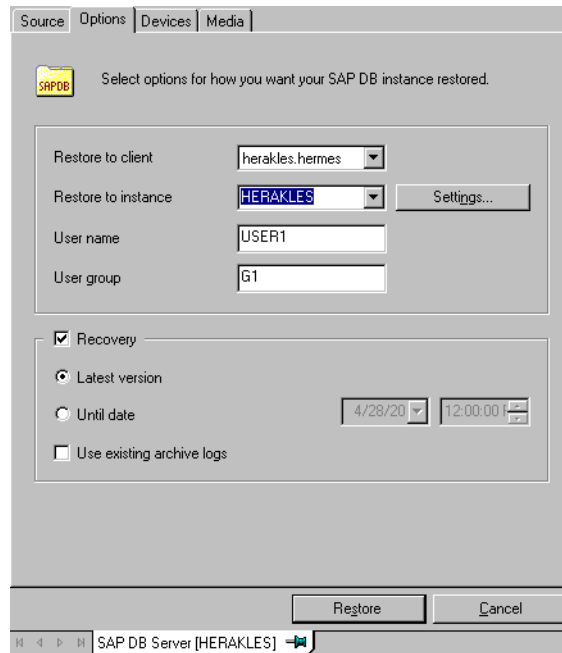 Source Options Devices Media
SAPDB Select options for how you want your SAP DB instance restored.
Restore to client herakles.hermes
Restore to instance HERAKLES Settings...
User name USER1
User group G1
Recovery
Latest version
Until date 4/28/20 12:00:00
Use existing archive logs
Restore Cancel
SAP DB Server [HERAKLES]